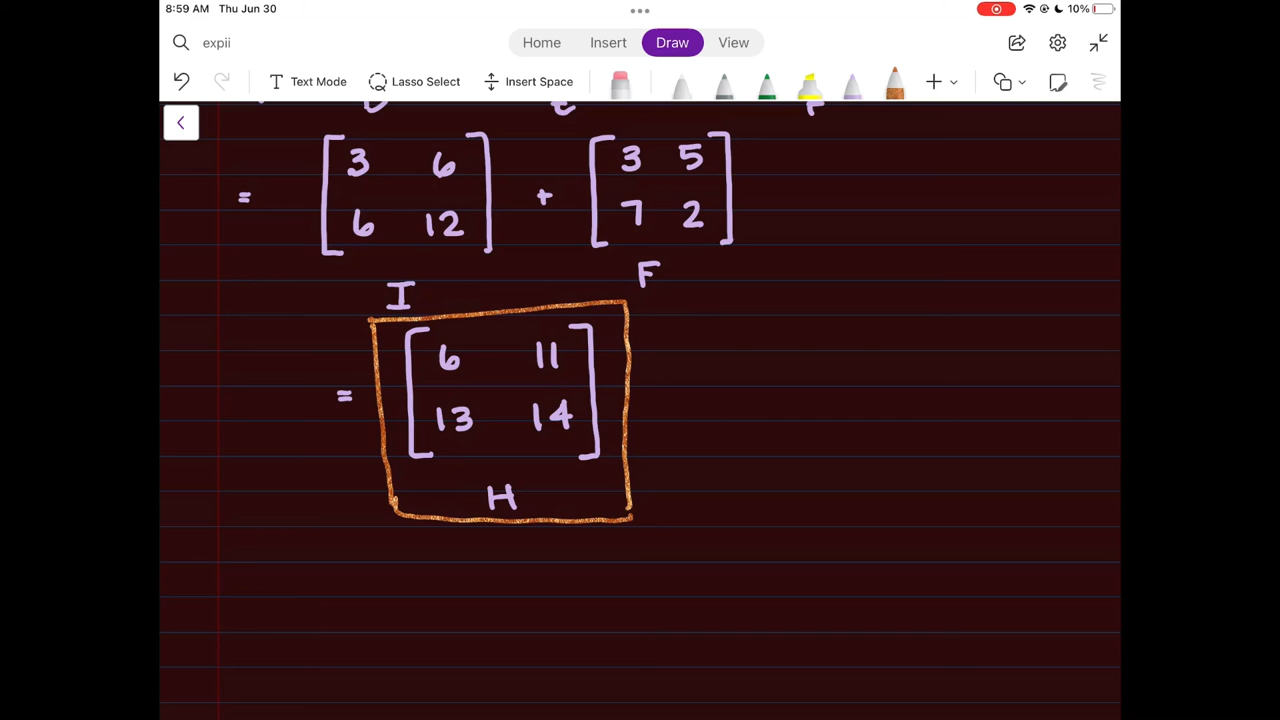 8:59 AM Thu Jun 30
10%
expii
Home Insert Draw View
Text Mode Lasso Select Insert Space
= [3 6 + [3 5
6 12] 7 2]
I F
= [6 11
13 14]
H